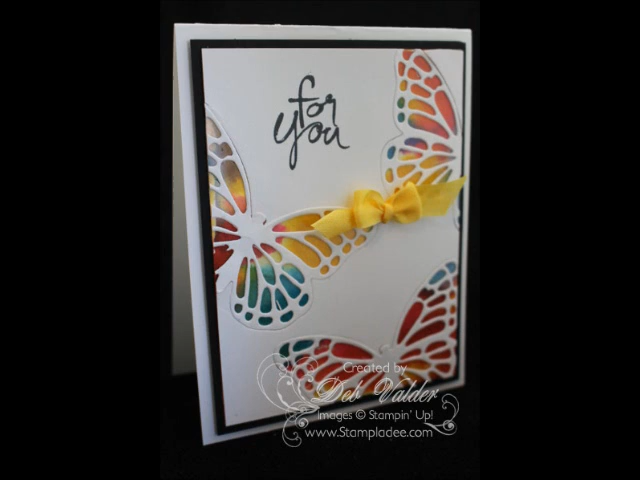 for
you
Created by
Deb Valder
Images © Stampin' Up!
www.Stampladee.com